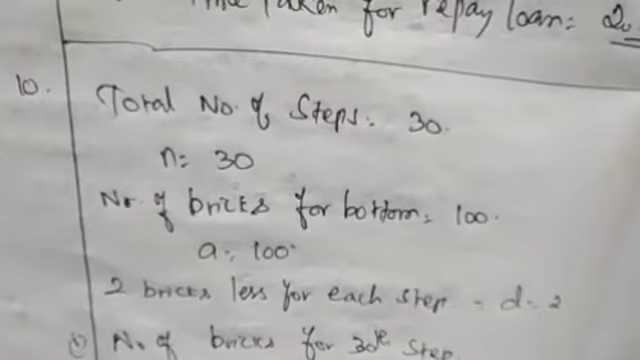 Time taken for repay loan= 20
10.
Total No. of Steps= 30.
n= 30
No. of bricks for bottom= 100.
a= 100
2 bricks less for each step = d= 2
i) No. of bricks for 30th Step